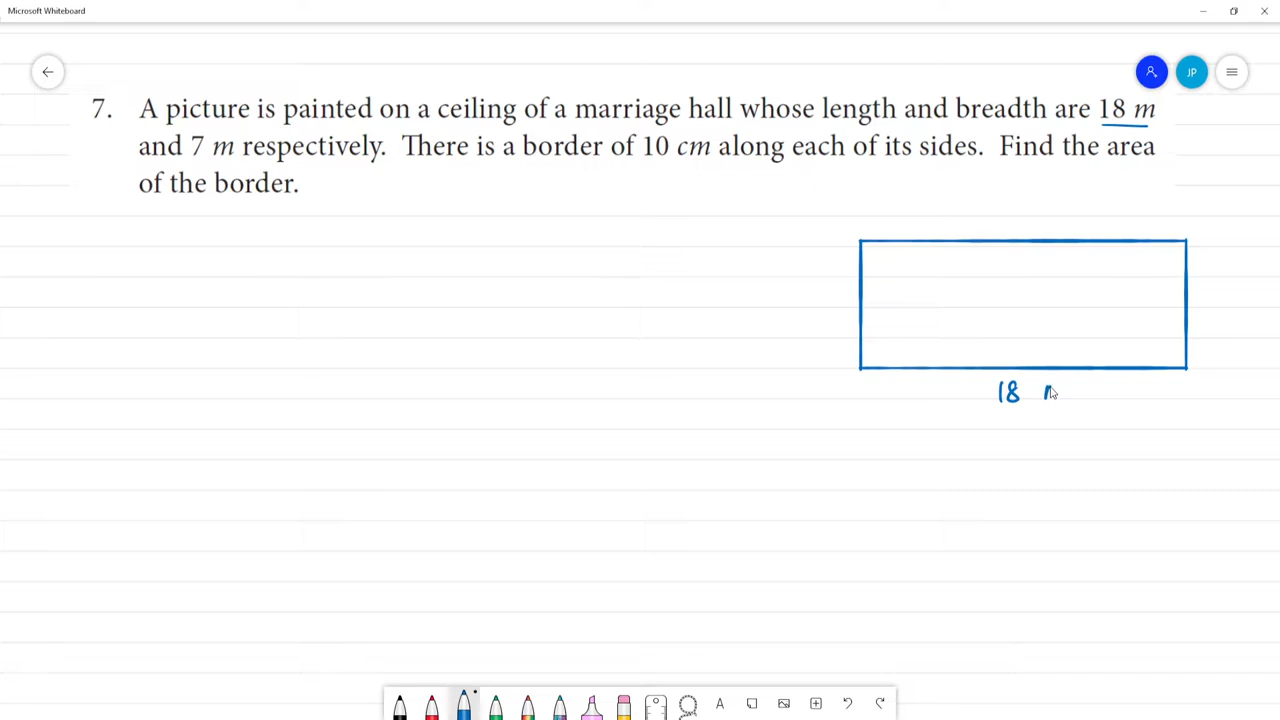 Microsoft Whiteboard
JP
7. A picture is painted on a ceiling of a marriage hall whose length and breadth are 18 m
and 7 m respectively. There is a border of 10 cm along each of its sides. Find the area
of the border.
18
A